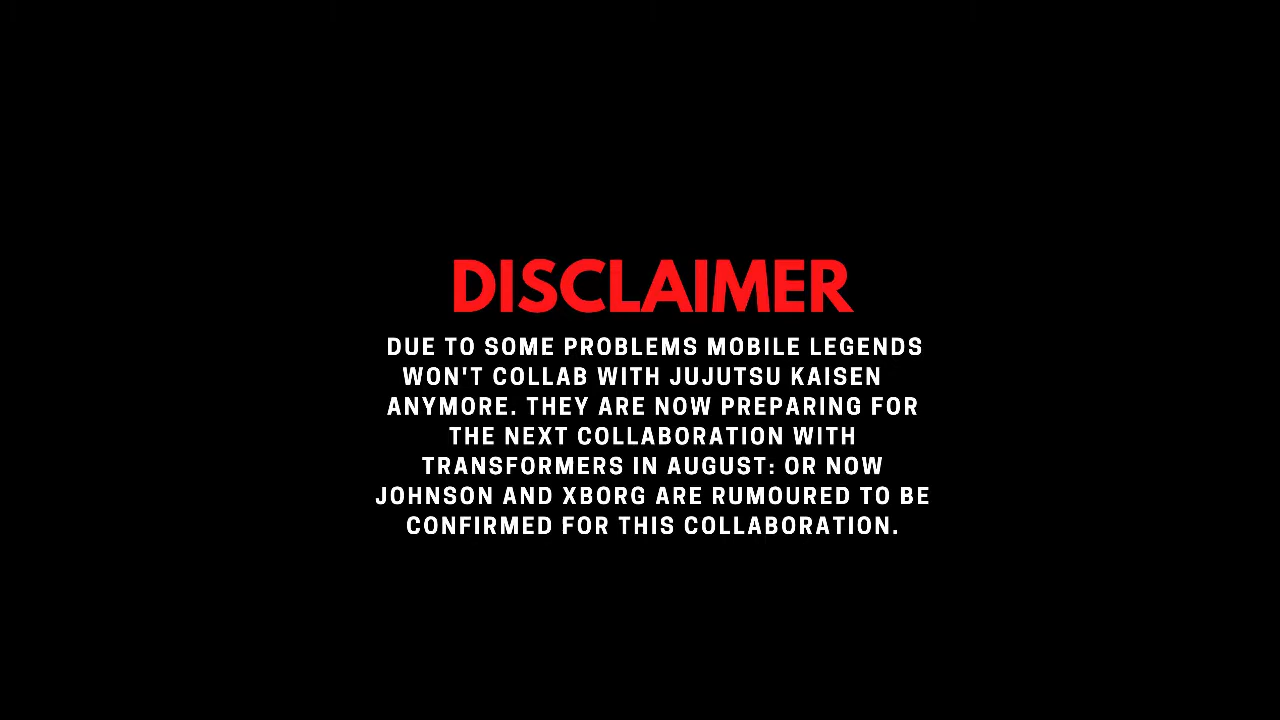 DISCLAIMER
DUE TO SOME PROBLEMS MOBILE LEGENDS
WON'T COLLAB WITH JUJUTSU KAISEN
ANYMORE. THEY ARE NOW PREPARING FOR
THE NEXT COLLABORATION WITH
TRANSFORMERS IN AUGUST: OR NOW
JOHNSON AND XBORG ARE RUMOURED TO BE
CONFIRMED FOR THIS COLLABORATION.